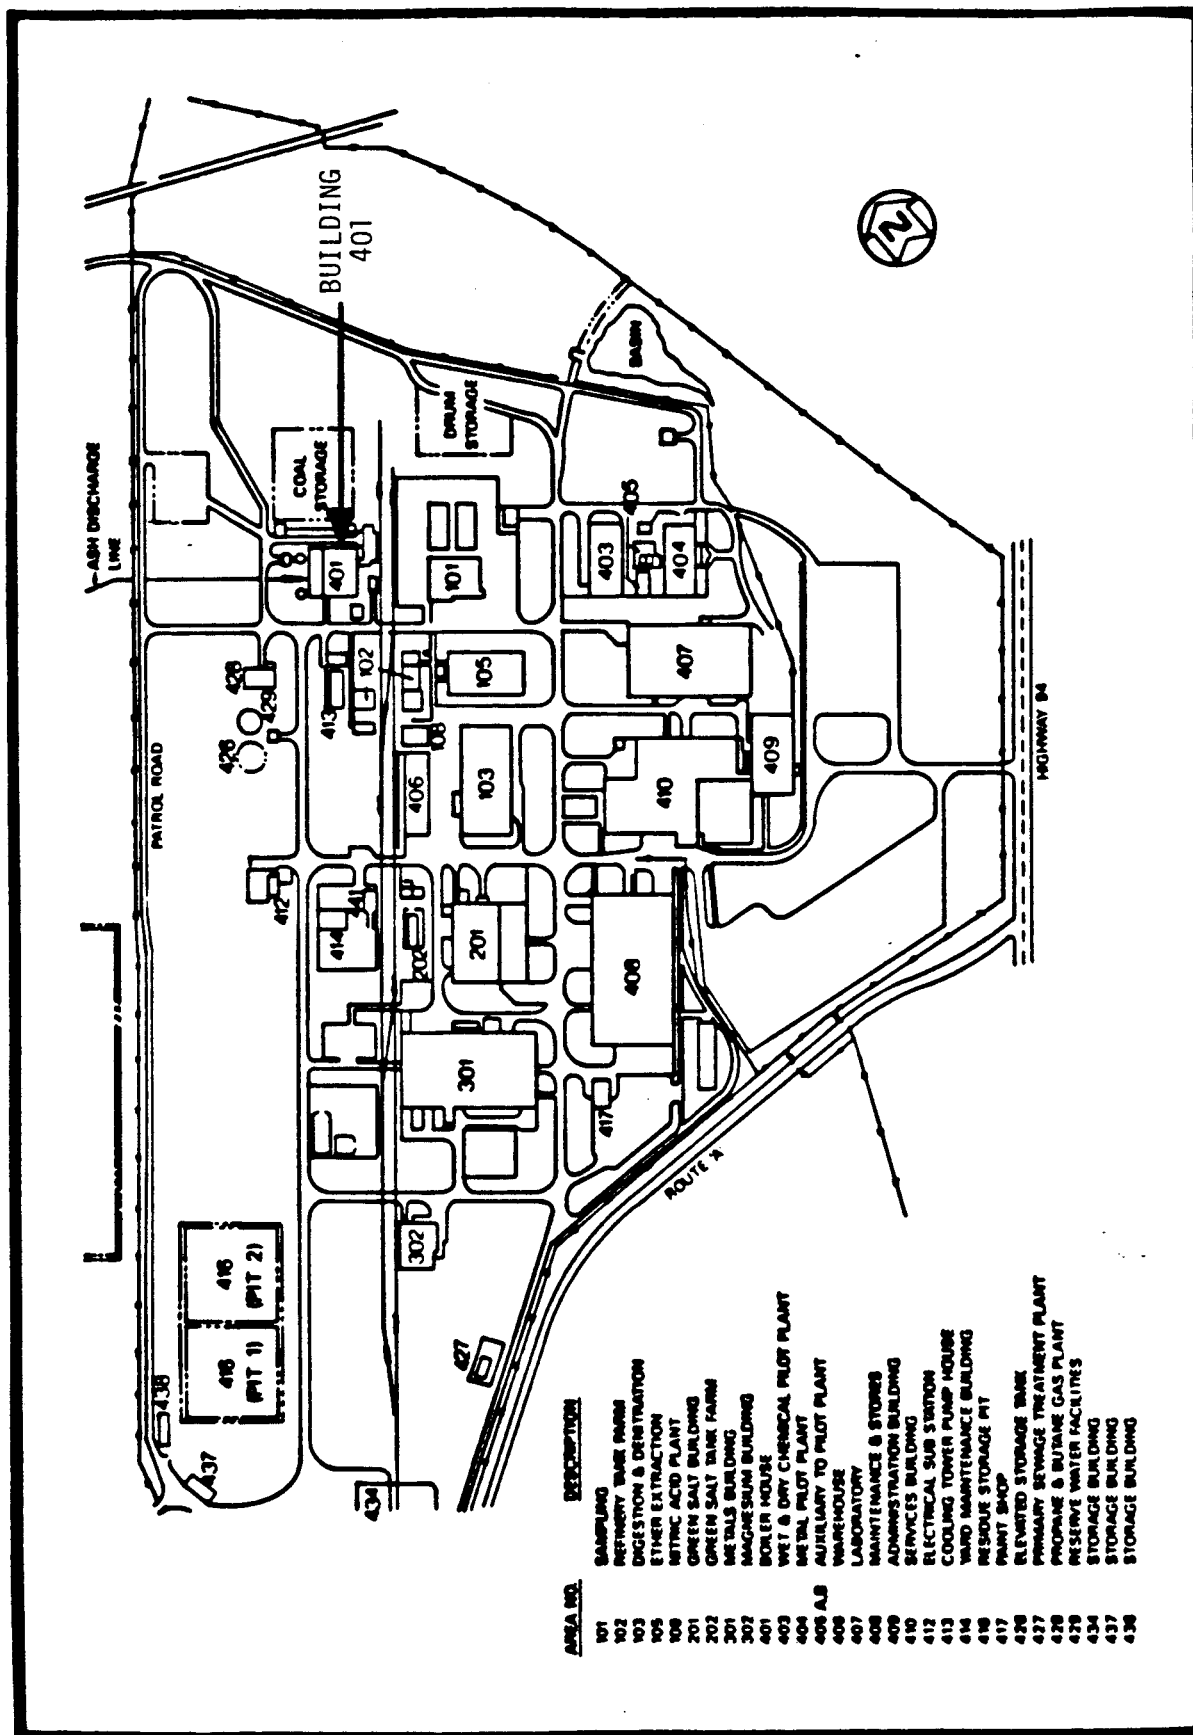 BUILDING
401
ASH DISCHARGE
LINE
PATROL ROAD
COAL
STORAGE
DRUM
STORAGE
BASIN
N
401
101
403
405
404
102
413
105
407
428
429
426
108
406
103
410
409
412
441
414
202
201
408
301
417
302
416
(PIT 2)
416
(PIT 1)
438
437
434
427
ROUTE 'A'
HIGHWAY 94
AREA NO. DESCRIPTION
101 SAMPLING
102 REFINERY TANK FARM
103 DIGESTION & DENITRATION
105 ETHER EXTRACTION
108 NITRIC ACID PLANT
201 GREEN SALT BUILDING
202 GREEN SALT TANK FARM
301 METALS BUILDING
302 MAGNESIUM BUILDING
401 BOILER HOUSE
403 WET & DRY CHEMICAL PILOT PLANT
404 METAL PILOT PLANT
405 A,B AUXILIARY TO PILOT PLANT
406 WAREHOUSE
407 LABORATORY
408 MAINTENANCE & STORES
409 ADMINISTRATION BUILDING
410 SERVICES BUILDING
412 ELECTRICAL SUB STATION
413 COOLING TOWER PUMP HOUSE
414 YARD MAINTENANCE BUILDING
416 RESIDUE STORAGE PIT
417 PAINT SHOP
426 ELEVATED STORAGE TANK
427 PRIMARY SEWAGE TREATMENT PLANT
428 PROPANE & BUTANE GAS PLANT
429 RESERVE WATER FACILITIES
434 STORAGE BUILDING
437 STORAGE BUILDING
438 STORAGE BUILDING